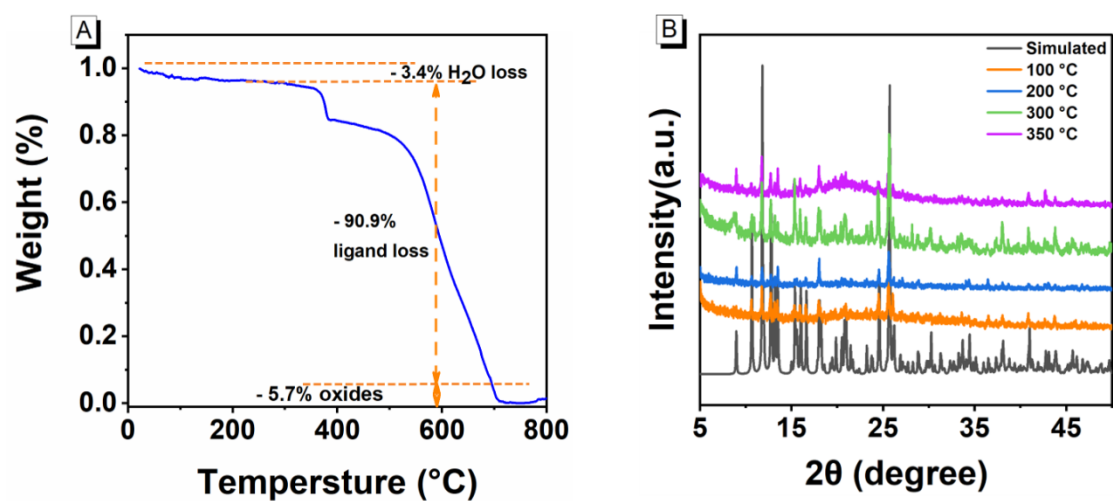 A
Weight (%)
1.0
0.8
0.6
0.4
0.2
0.0
- 3.4% H₂O loss
- 90.9%
ligand loss
- 5.7% oxides
0
200
400
600
800
Tempersture (°C)
B
Intensity(a.u.)
Simulated
100 °C
200 °C
300 °C
350 °C
5
15
25
35
45
2θ (degree)